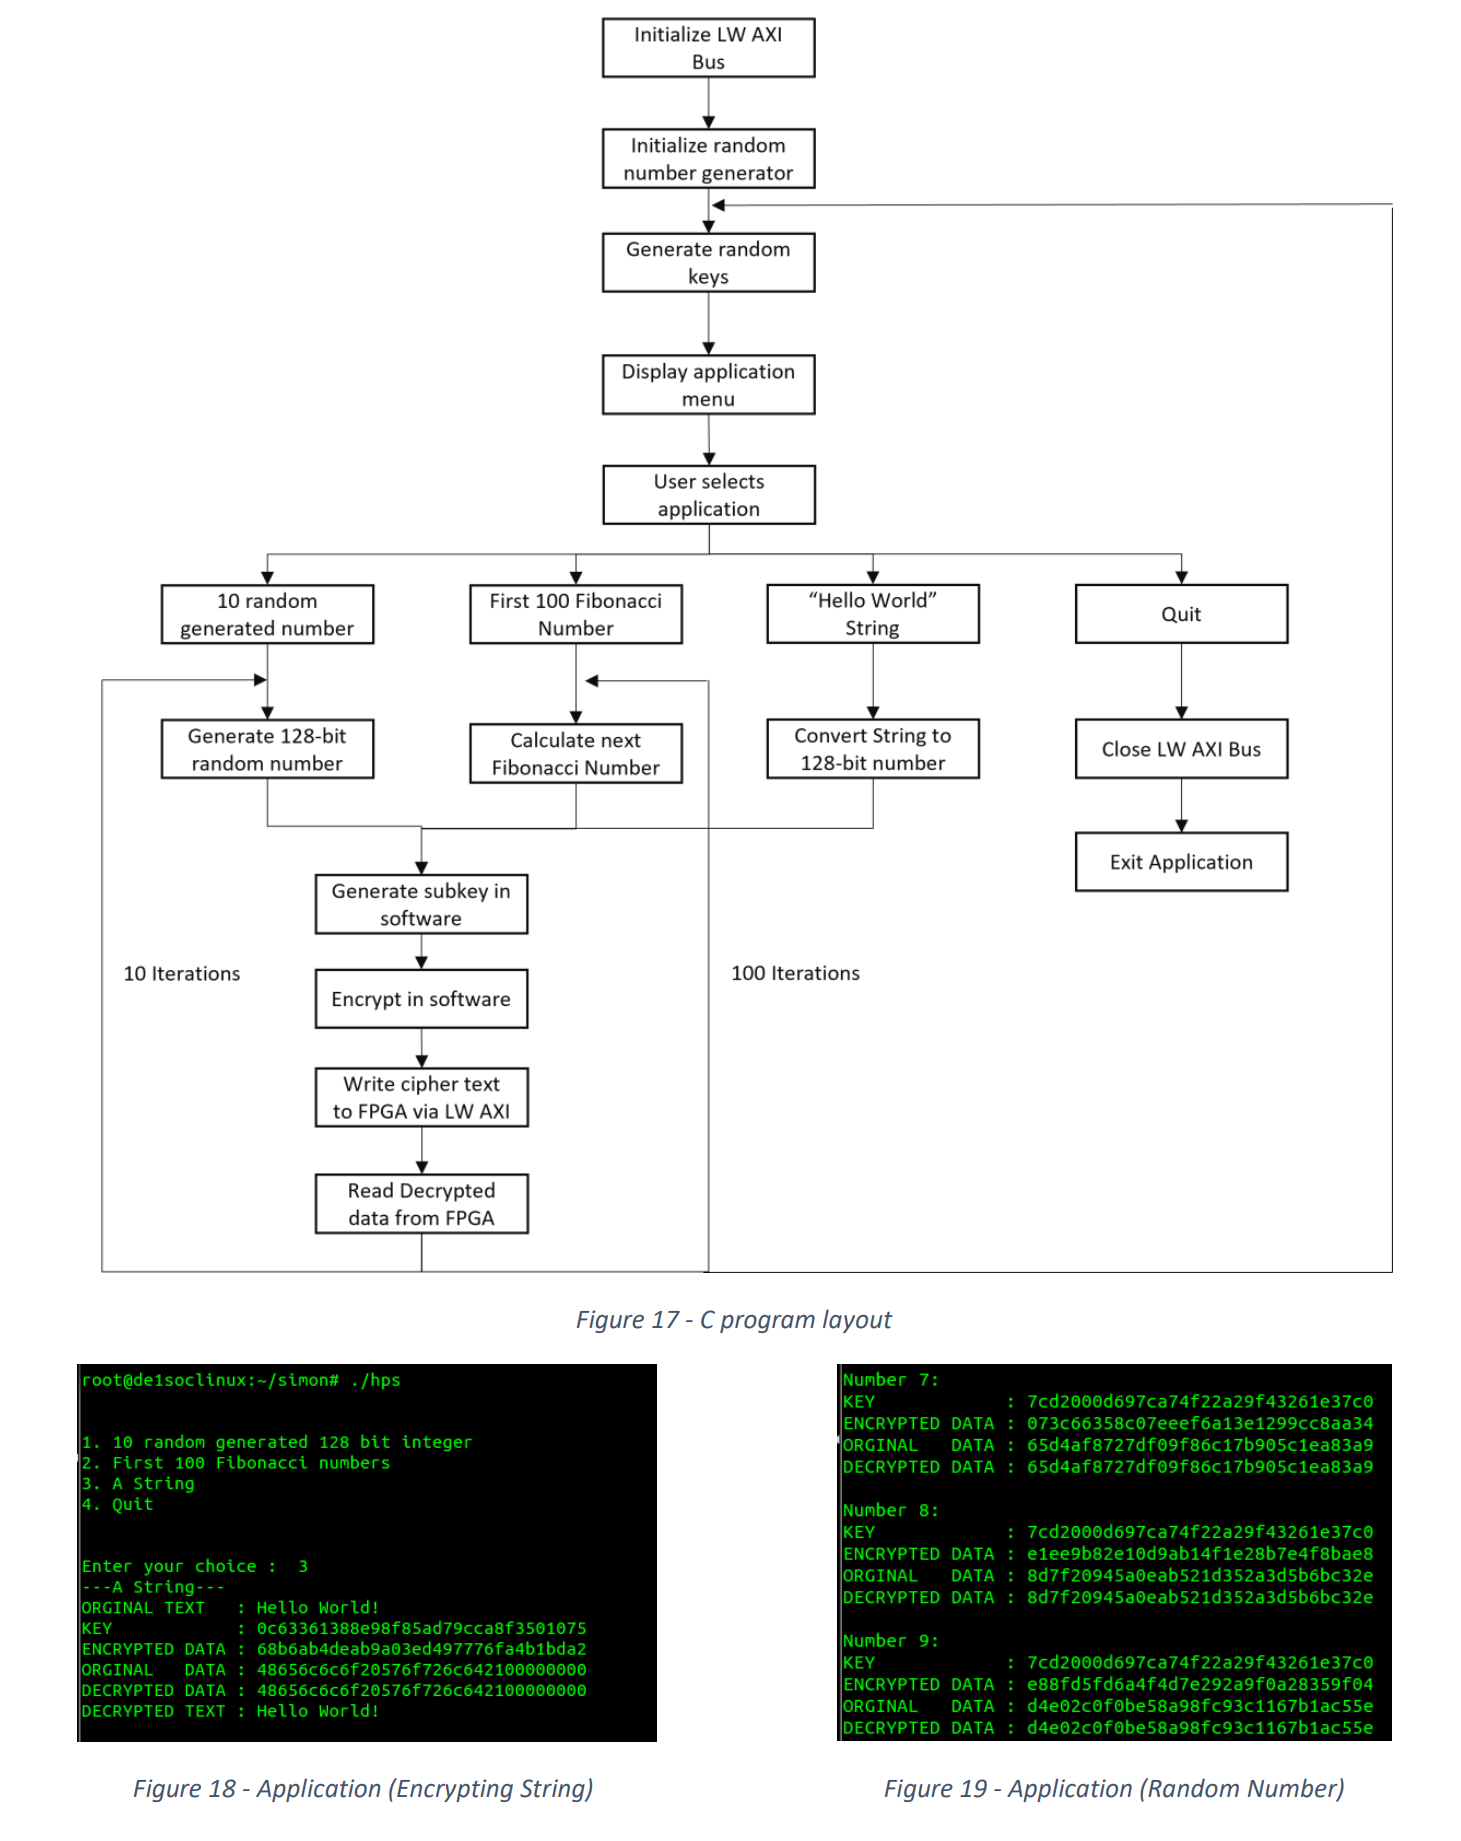 Initialize LW AXI
Bus
Initialize random
number generator
Generate random
keys
Display application
menu
User selects
application
10 random
generated number
First 100 Fibonacci
Number
“Hello World”
String
Quit
Generate 128-bit
random number
Calculate next
Fibonacci Number
Convert String to
128-bit number
Close LW AXI Bus
Exit Application
Generate subkey in
software
10 Iterations
100 Iterations
Encrypt in software
Write cipher text
to FPGA via LW AXI
Read Decrypted
data from FPGA
Figure 17 - C program layout
root@de1soclinux:~/simon# ./hps
1. 10 random generated 128 bit integer
2. First 100 Fibonacci numbers
3. A String
4. Quit
Enter your choice :  3
---A String---
ORGINAL TEXT   : Hello World!
KEY            : 0c63361388e98f85ad79cca8f3501075
ENCRYPTED DATA : 68b6ab4deab9a03ed497776fa4b1bda2
ORGINAL   DATA : 48656c6c6f20576f726c642100000000
DECRYPTED DATA : 48656c6c6f20576f726c642100000000
DECRYPTED TEXT : Hello World!
Figure 18 - Application (Encrypting String)
Number 7:
KEY            : 7cd2000d697ca74f22a29f43261e37c0
ENCRYPTED DATA : 073c66358c07eeef6a13e1299cc8aa34
ORGINAL   DATA : 65d4af8727df09f86c17b905c1ea83a9
DECRYPTED DATA : 65d4af8727df09f86c17b905c1ea83a9
Number 8:
KEY            : 7cd2000d697ca74f22a29f43261e37c0
ENCRYPTED DATA : e1ee9b82e10d9ab14f1e28b7e4f8bae8
ORGINAL   DATA : 8d7f20945a0eab521d352a3d5b6bc32e
DECRYPTED DATA : 8d7f20945a0eab521d352a3d5b6bc32e
Number 9:
KEY            : 7cd2000d697ca74f22a29f43261e37c0
ENCRYPTED DATA : e88fd5fd6a4f4d7e292a9f0a28359f04
ORGINAL   DATA : d4e02c0f0be58a98fc93c1167b1ac55e
DECRYPTED DATA : d4e02c0f0be58a98fc93c1167b1ac55e
Figure 19 - Application (Random Number)